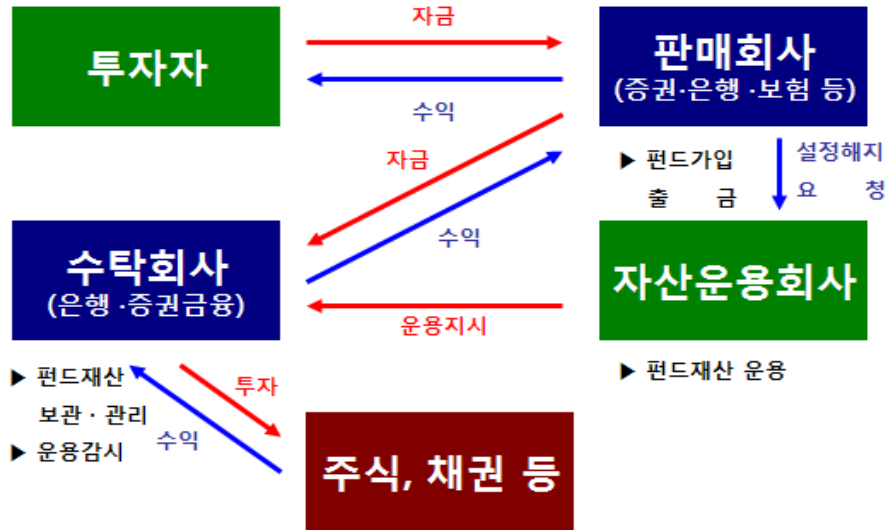 투자자
자금
수익
판매회사
(증권·은행 ·보험 등)
▶ 펀드가입
출 금
설정해지
요 청
자금
수익
수탁회사
(은행 ·증권금융)
운용지시
자산운용회사
▶ 펀드재산
보관 · 관리
▶ 운용감시
투자
수익
▶ 펀드재산 운용
주식, 채권 등